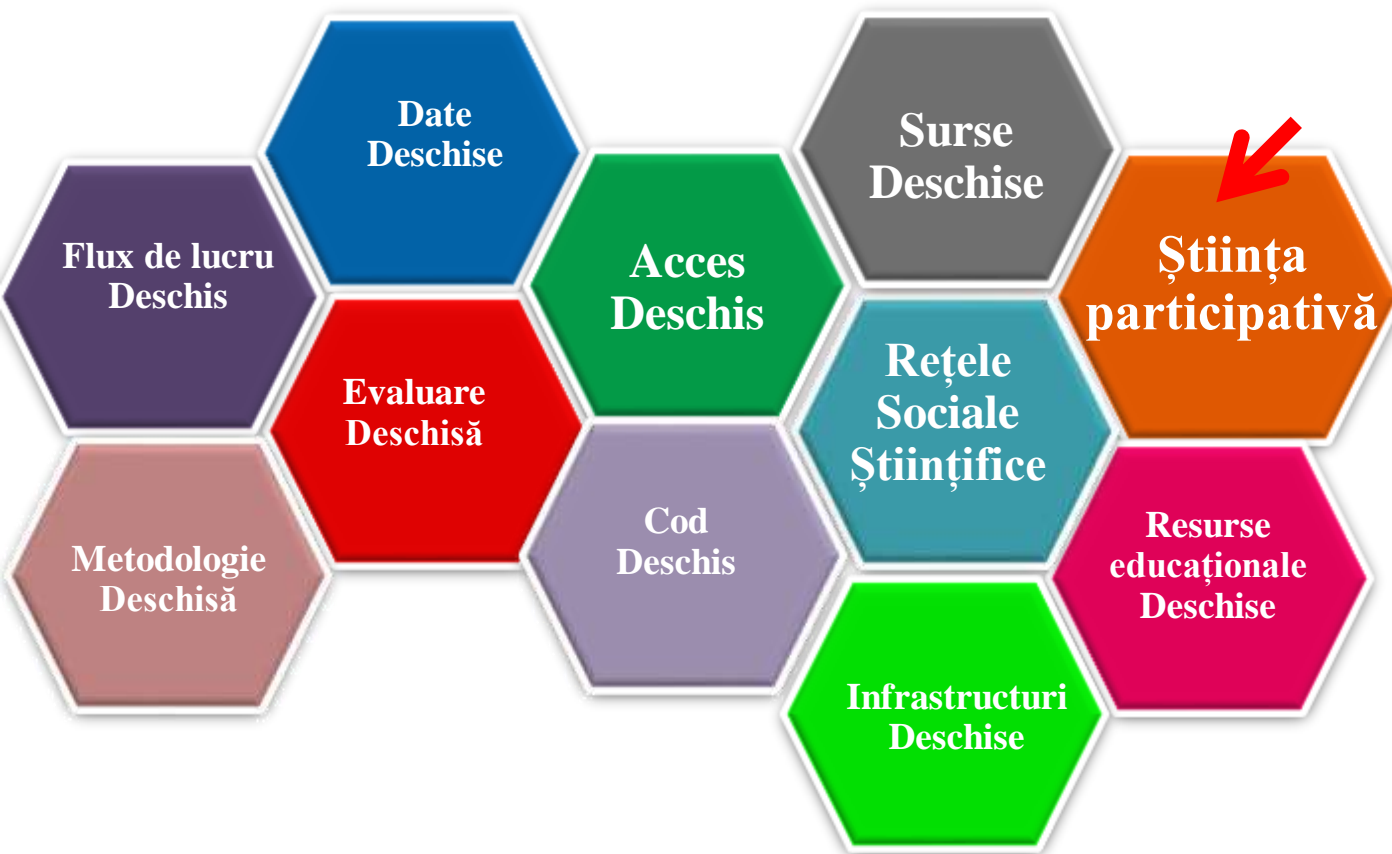 Date
Deschise
Surse
Deschise
Flux de lucru
Deschis
Acces
Deschis
Știința
participativă
Evaluare
Deschisă
Rețele
Sociale
Științifice
Metodologie
Deschisă
Cod
Deschis
Resurse
educaționale
Deschise
Infrastructuri
Deschise